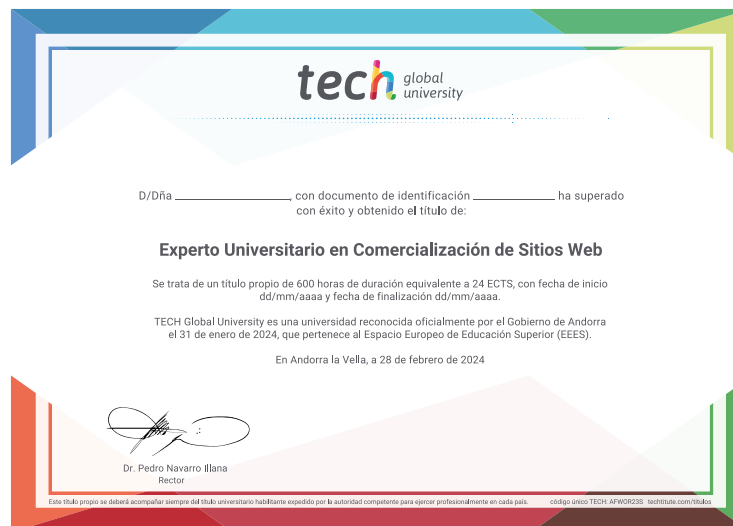 tech global
university
D/Dña ____________________, con documento de identificación ______________ ha superado
con éxito y obtenido el título de:
Experto Universitario en Comercialización de Sitios Web
Se trata de un título propio de 600 horas de duración equivalente a 24 ECTS, con fecha de inicio
dd/mm/aaaa y fecha de finalización dd/mm/aaaa.
TECH Global University es una universidad reconocida oficialmente por el Gobierno de Andorra
el 31 de enero de 2024, que pertenece al Espacio Europeo de Educación Superior (EEES).
En Andorra la Vella, a 28 de febrero de 2024
Dr. Pedro Navarro Illana
Rector
Este título propio se deberá acompañar siempre del título universitario habilitante expedido por la autoridad competente para ejercer profesionalmente en cada país. código único TECH: AFWOR23S techtitute.com/titulos